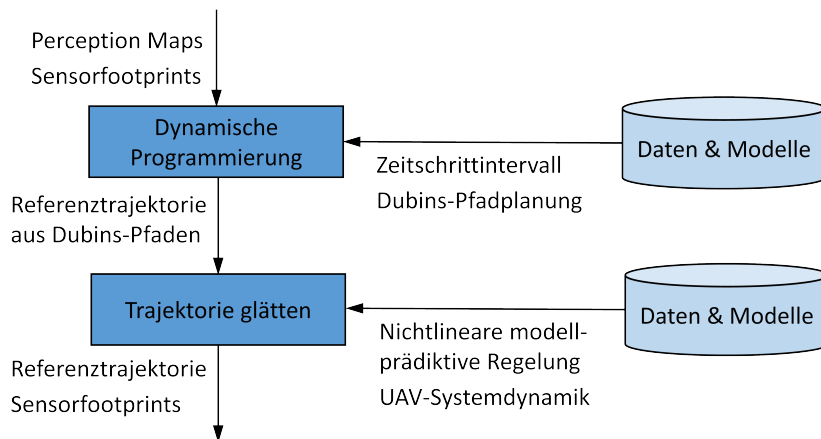 Perception Maps
Sensorfootprints
Dynamische
Programmierung
Daten & Modelle
Zeitschrittintervall
Dubins-Pfadplanung
Referenztrajektorie
aus Dubins-Pfaden
Trajektorie glätten
Daten & Modelle
Nichtlineare modell-
prädiktive Regelung
UAV-Systemdynamik
Referenztrajektorie
Sensorfootprints